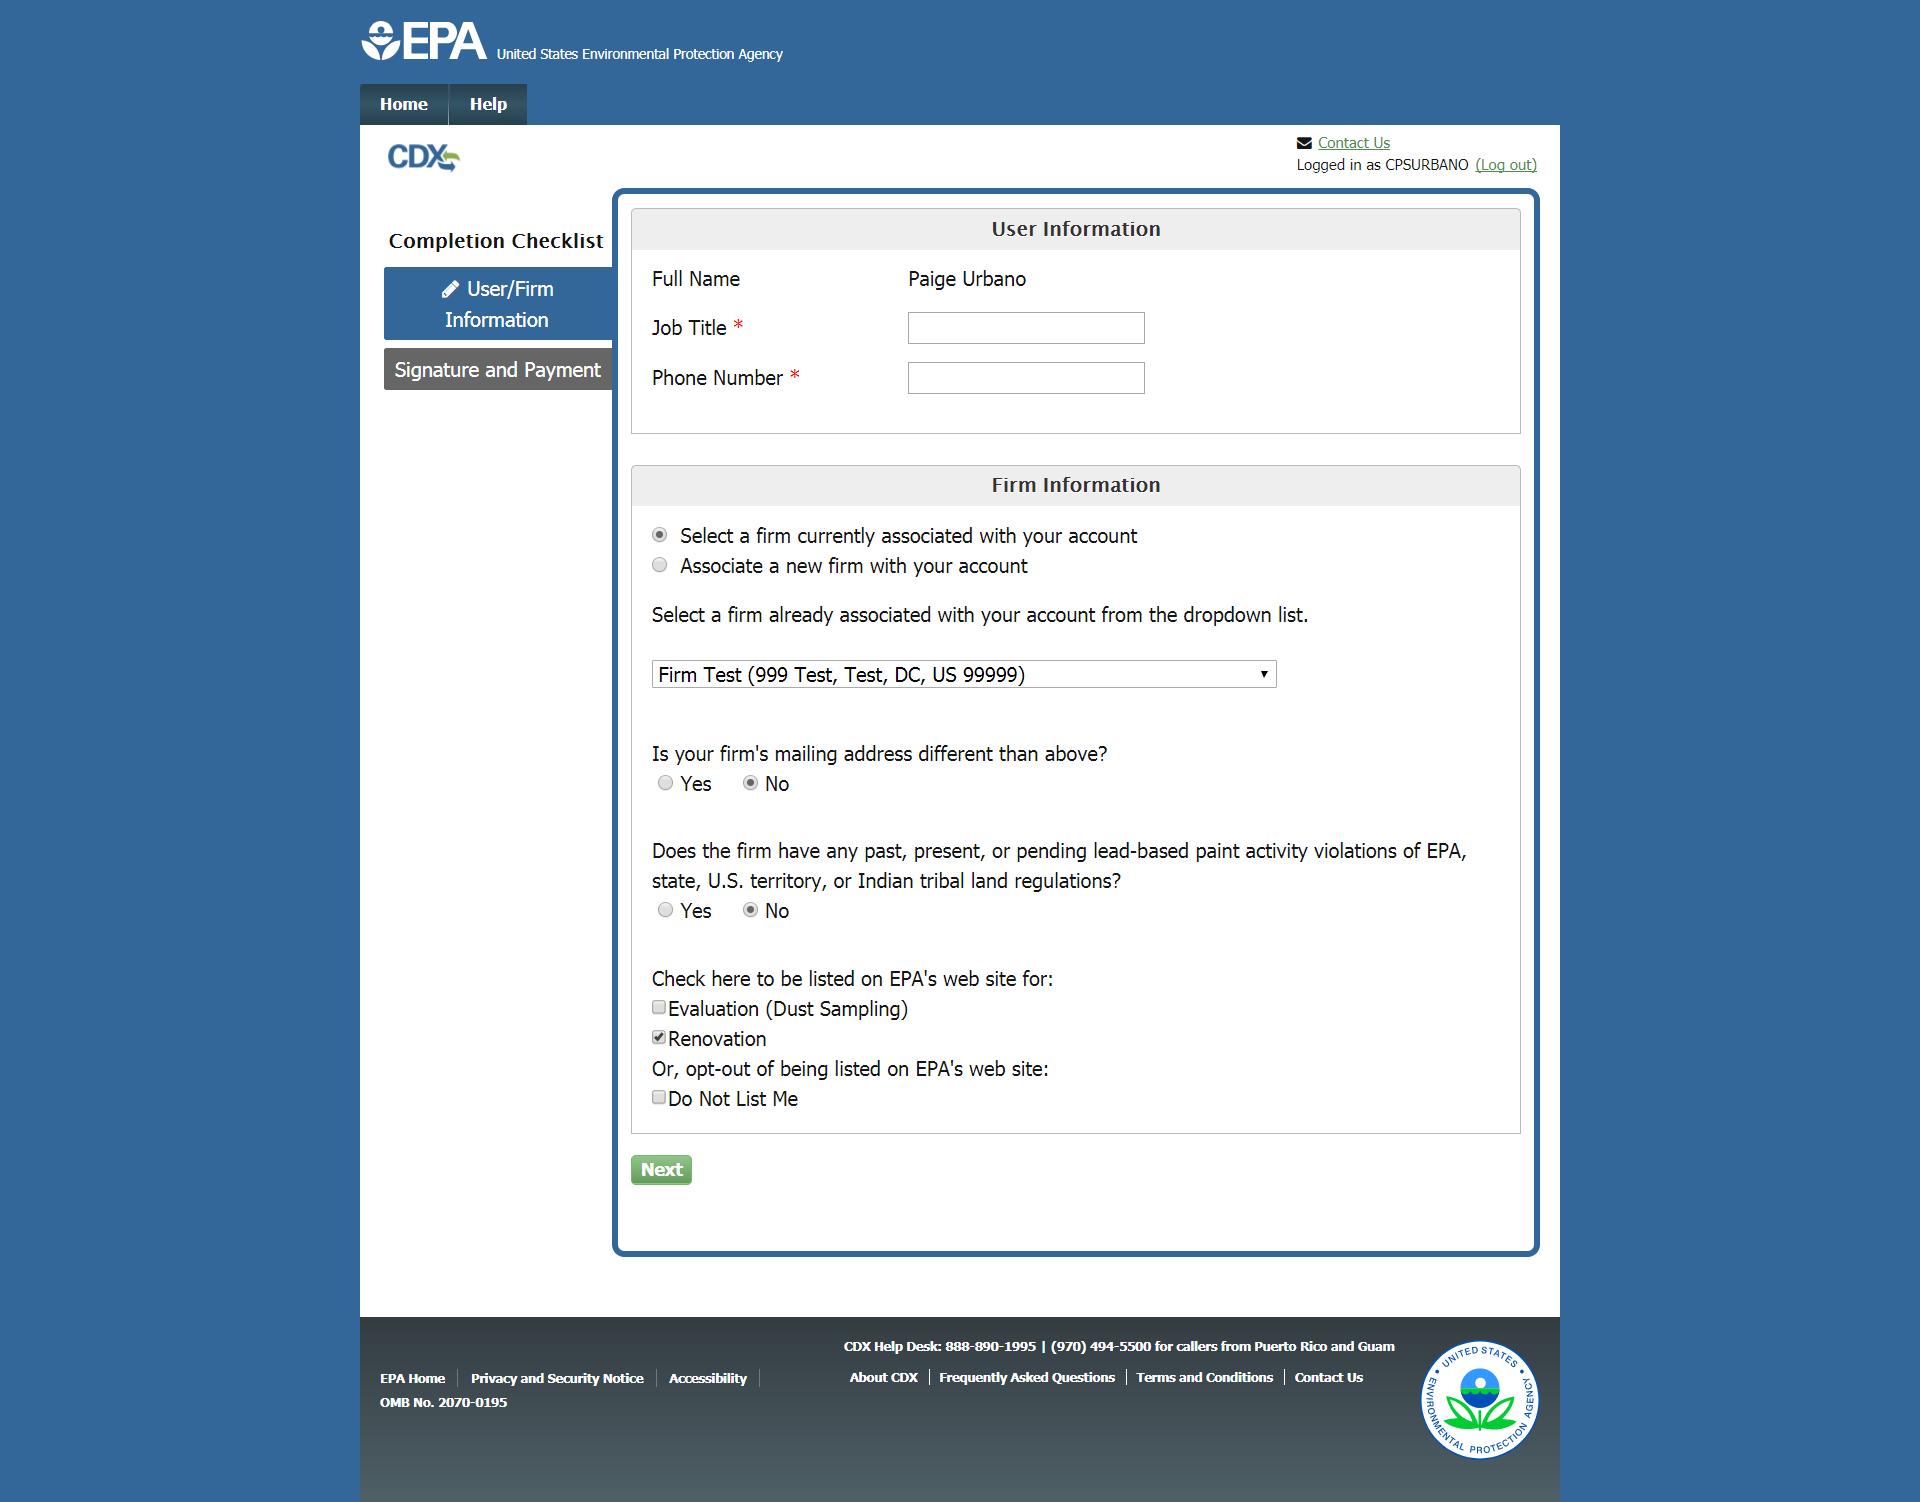 EPA United States Environmental Protection Agency
Home Help
CDX
Contact Us
Logged in as CPSURBANO (Log out)
Completion Checklist
User/Firm
Information
Signature and Payment
User Information
Full Name Paige Urbano
Job Title *
Phone Number *
Firm Information
Select a firm currently associated with your account
Associate a new firm with your account
Select a firm already associated with your account from the dropdown list.
Firm Test (999 Test, Test, DC, US 99999)
Is your firm's mailing address different than above?
Yes No
Does the firm have any past, present, or pending lead-based paint activity violations of EPA,
state, U.S. territory, or Indian tribal land regulations?
Yes No
Check here to be listed on EPA's web site for:
Evaluation (Dust Sampling)
Renovation
Or, opt-out of being listed on EPA's web site:
Do Not List Me
Next
CDX Help Desk: 888-890-1995 | (970) 494-5500 for callers from Puerto Rico and Guam
EPA Home Privacy and Security Notice Accessibility
OMB No. 2070-0195
About CDX Frequently Asked Questions Terms and Conditions Contact Us
UNITED STATES
ENVIRONMENTAL PROTECTION AGENCY